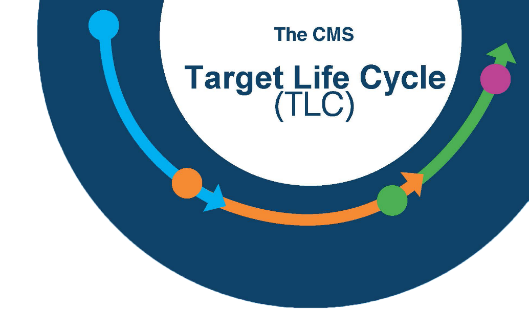 The CMS
Target Life Cycle
(TLC)